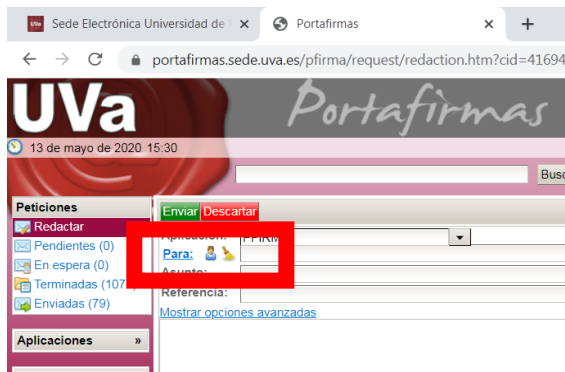 Sede Electrónica Universidad de
Portafirmas
portafirmas.sede.uva.es/pfirma/request/redaction.htm?cid=41694
UVa
Portafirmas
13 de mayo de 2020 15:30
Peticiones
Enviar Descartar
Redactar
Pendientes (0)
Para:
En espera (0)
Asunto:
Terminadas (107
Referencia:
Enviadas (79)
Mostrar opciones avanzadas
Aplicaciones »